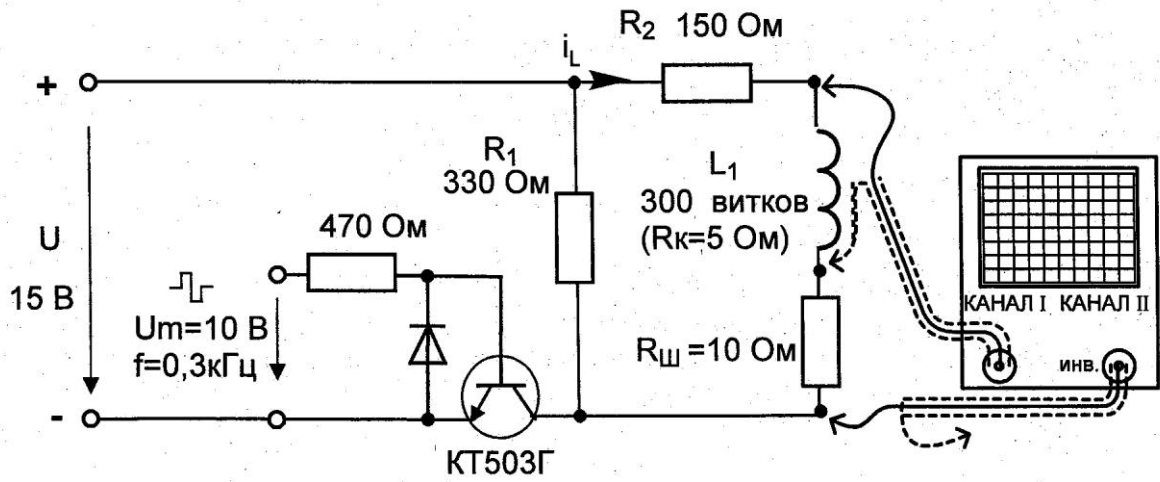 R2 150 Ом
iL
+
R1
330 Ом
L1
300 витков
(Rк=5 Ом)
470 Ом
U
15 В
Um=10 В
f=0,3кГц
КАНАЛ I КАНАЛ II
RШ =10 Ом
ИНВ.
-
КТ503Г